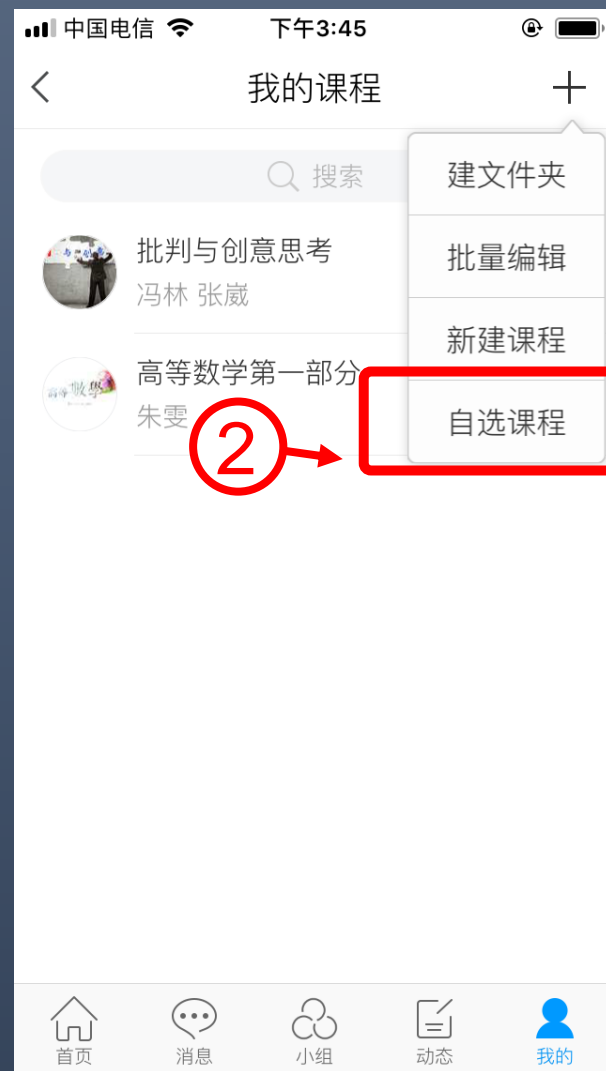 中国电信 下午3:45
我的课程
搜索
建文件夹
批量编辑
新建课程
自选课程
批判与创意思考
冯林 张崴
高等数学第一部分
朱雯
②
首页 消息 小组 动态 我的